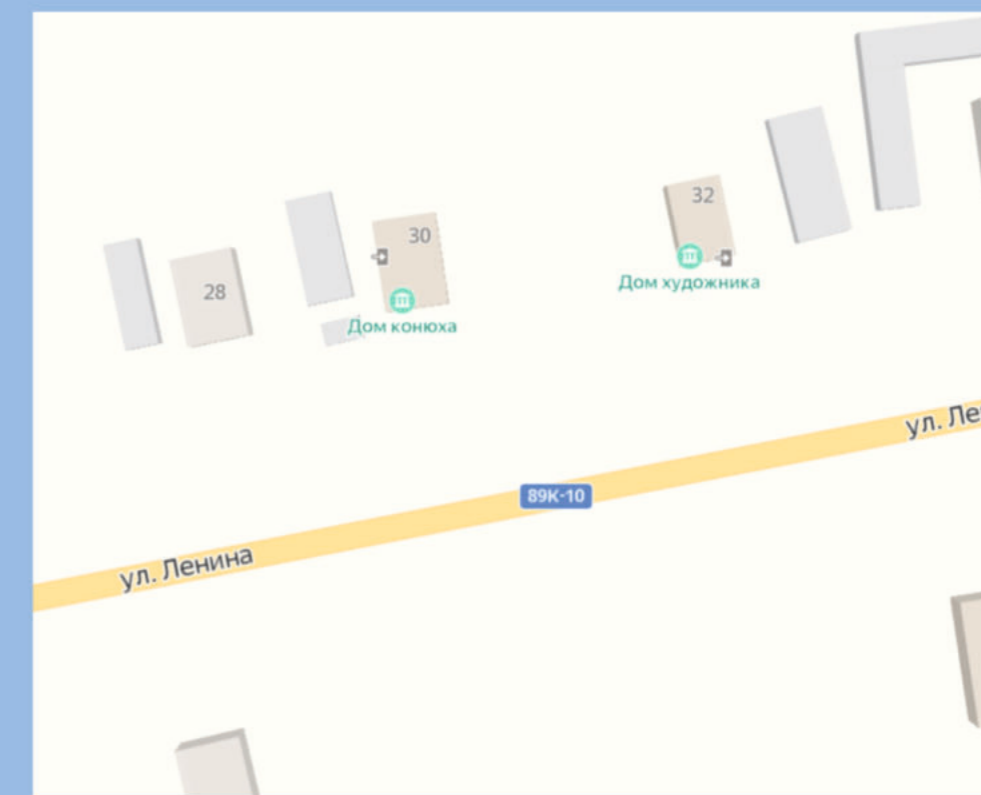 32
30
Дом художника
28
Дом конюха
ул. Ле
89К-10
ул. Ленина